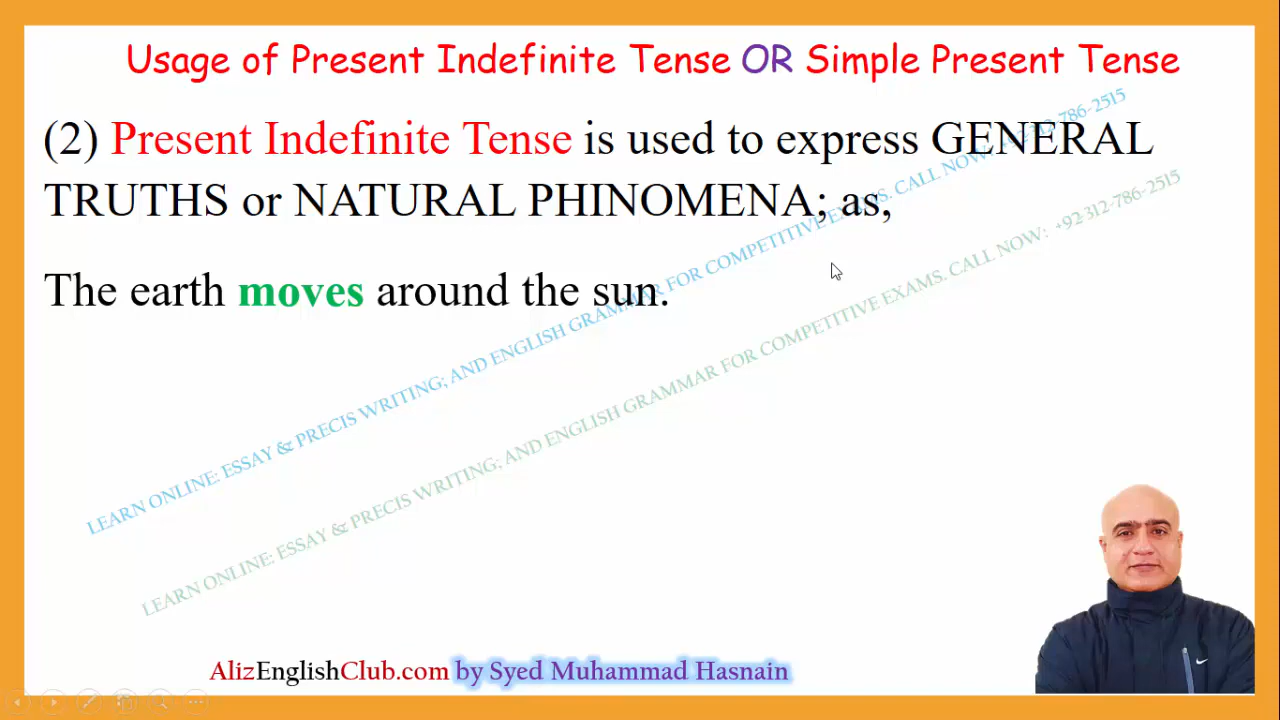 Usage of Present Indefinite Tense OR Simple Present Tense
(2) Present Indefinite Tense is used to express GENERAL
TRUTHS or NATURAL PHINOMENA; as,
The earth moves around the sun.
LEARN ONLINE: ESSAY & PRECIS WRITING; AND ENGLISH GRAMMAR FOR COMPETITIVE EXAMS. CALL NOW: +92-312-786-2515
LEARN ONLINE: ESSAY & PRECIS WRITING; AND ENGLISH GRAMMAR FOR COMPETITIVE EXAMS. CALL NOW: +92-312-786-2515
AlizEnglishClub.com by Syed Muhammad Hasnain